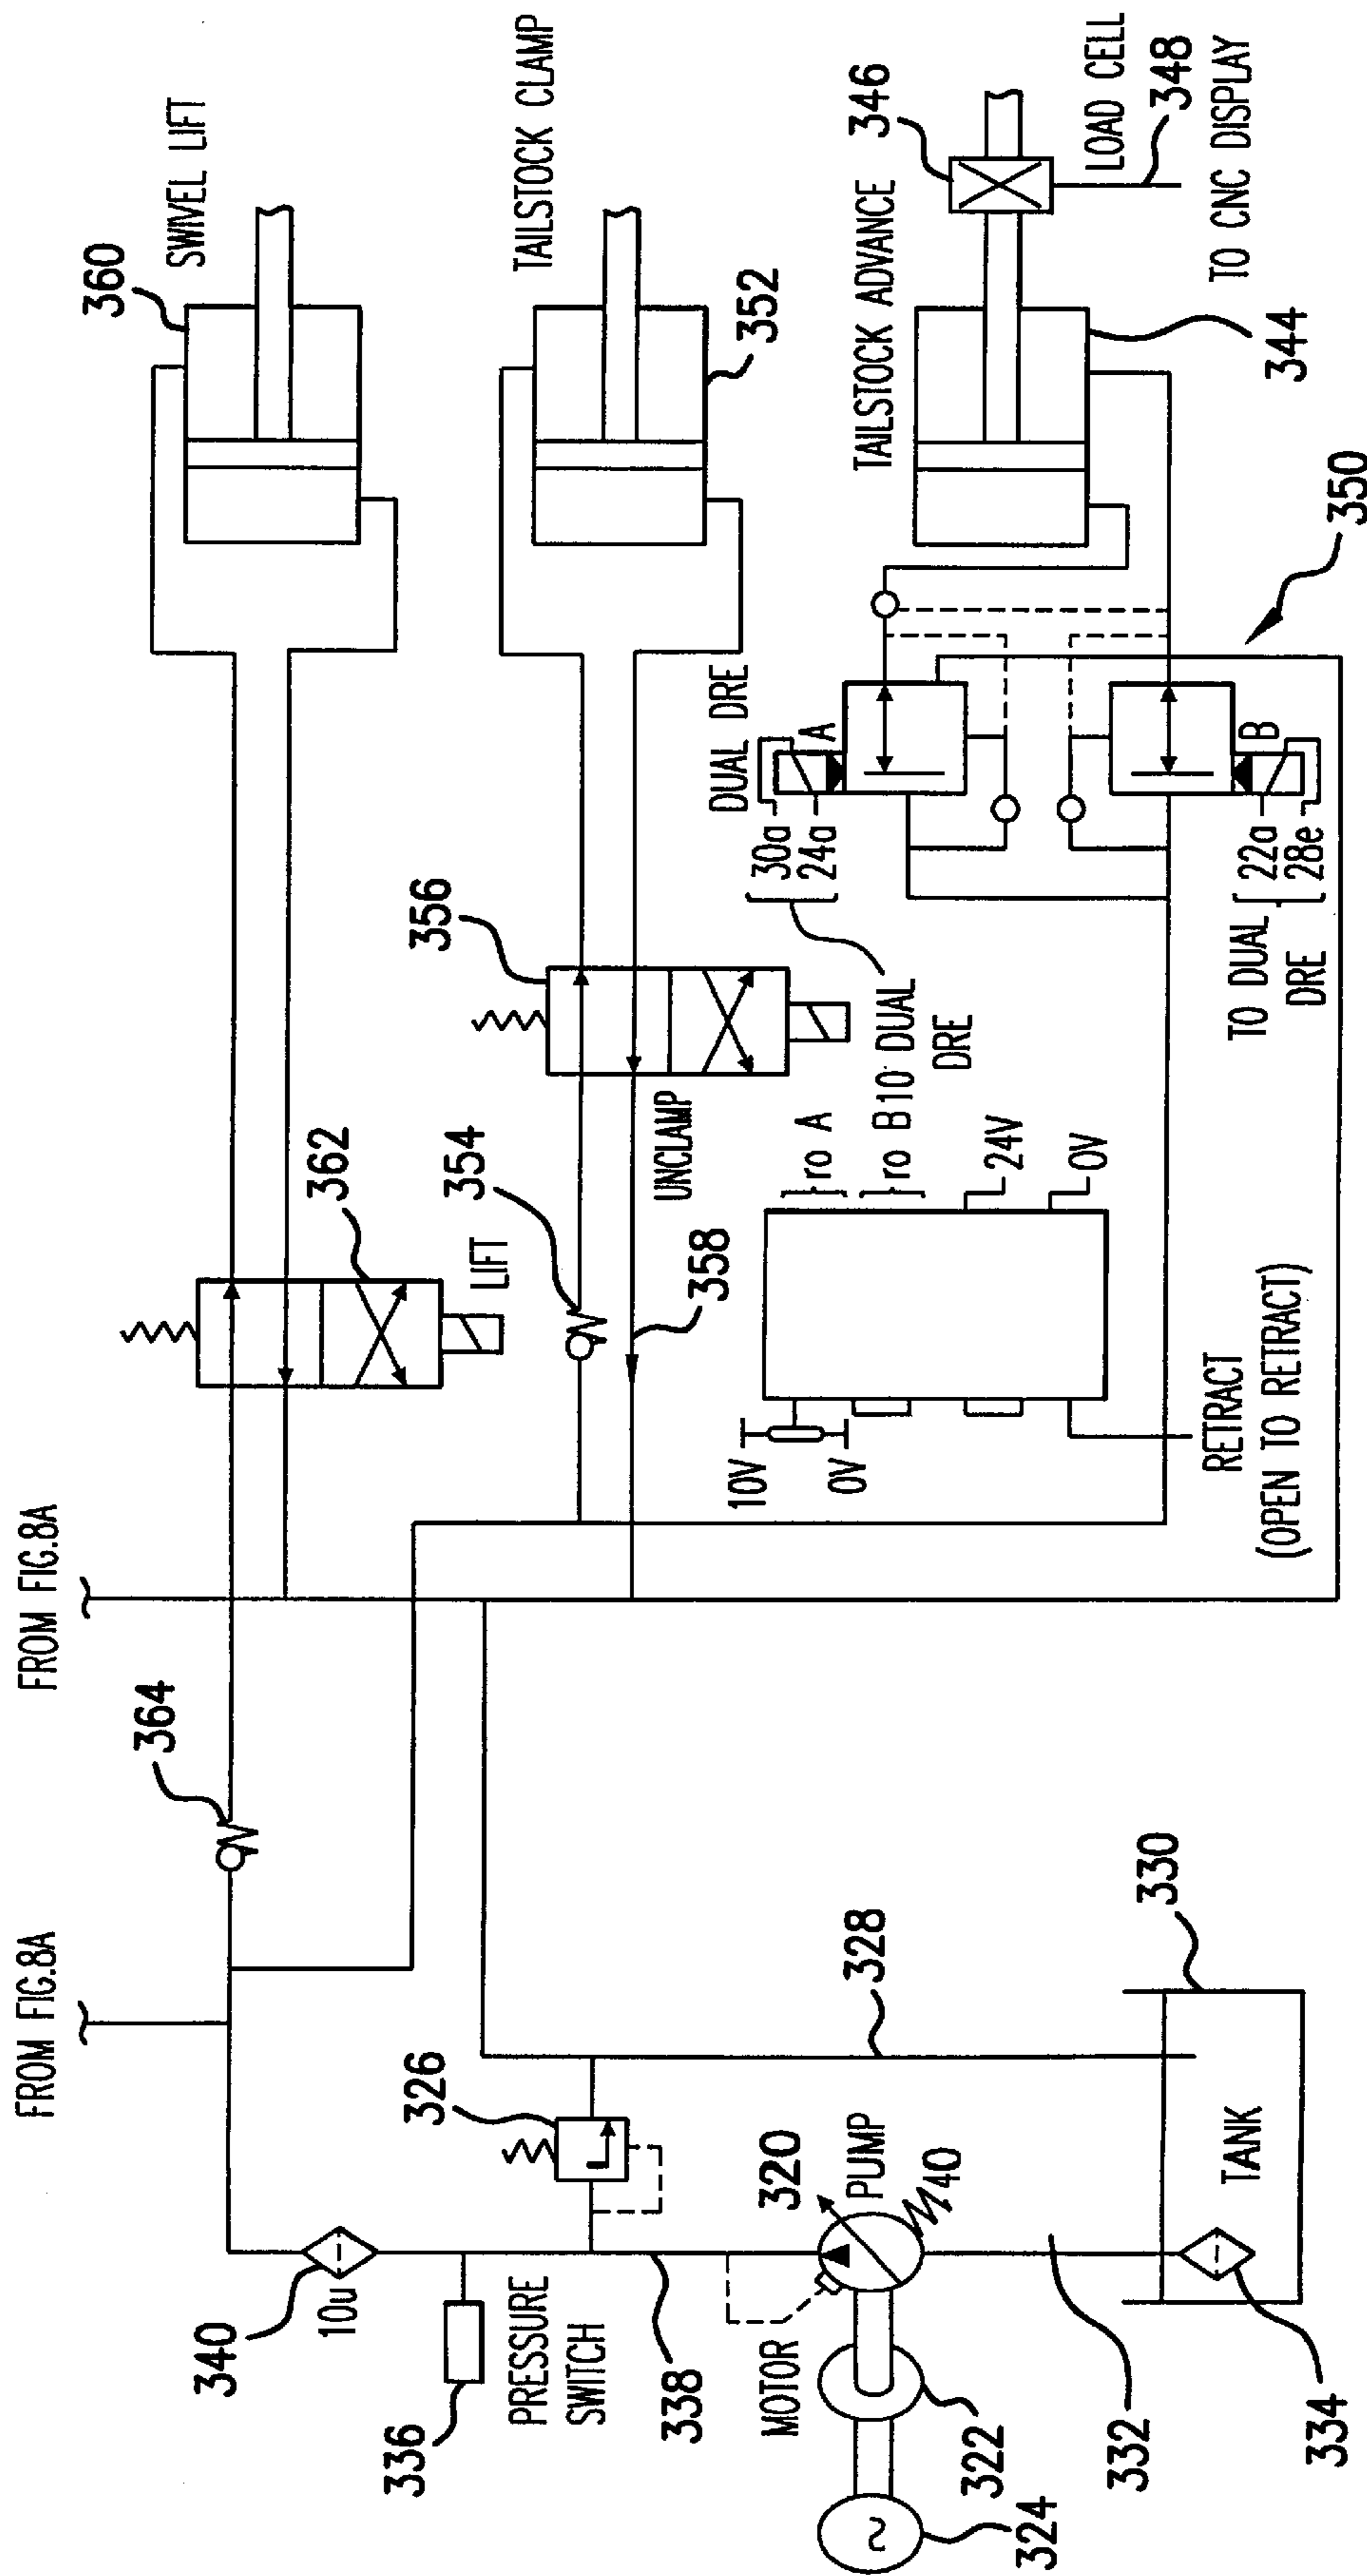 FROM FIG.8A
FROM FIG.8A
360
SWIVEL LIFT
364
362
LIFT
340
10u
336
PRESSURE
SWITCH
338
326
328
354
356
UNCLAMP
358
352
TAILSTOCK CLAMP
MOTOR
320
PUMP
40
322
324
332
334
TANK
330
10V
0V
ro A
ro B
24V
0V
RETRACT
(OPEN TO RETRACT)
10 DUAL
DRE
DUAL DRE
30a
24a
A
B
22a
28e
TO DUAL
DRE
350
TAILSTOCK ADVANCE
346
LOAD CELL
348
TO CNC DISPLAY
344